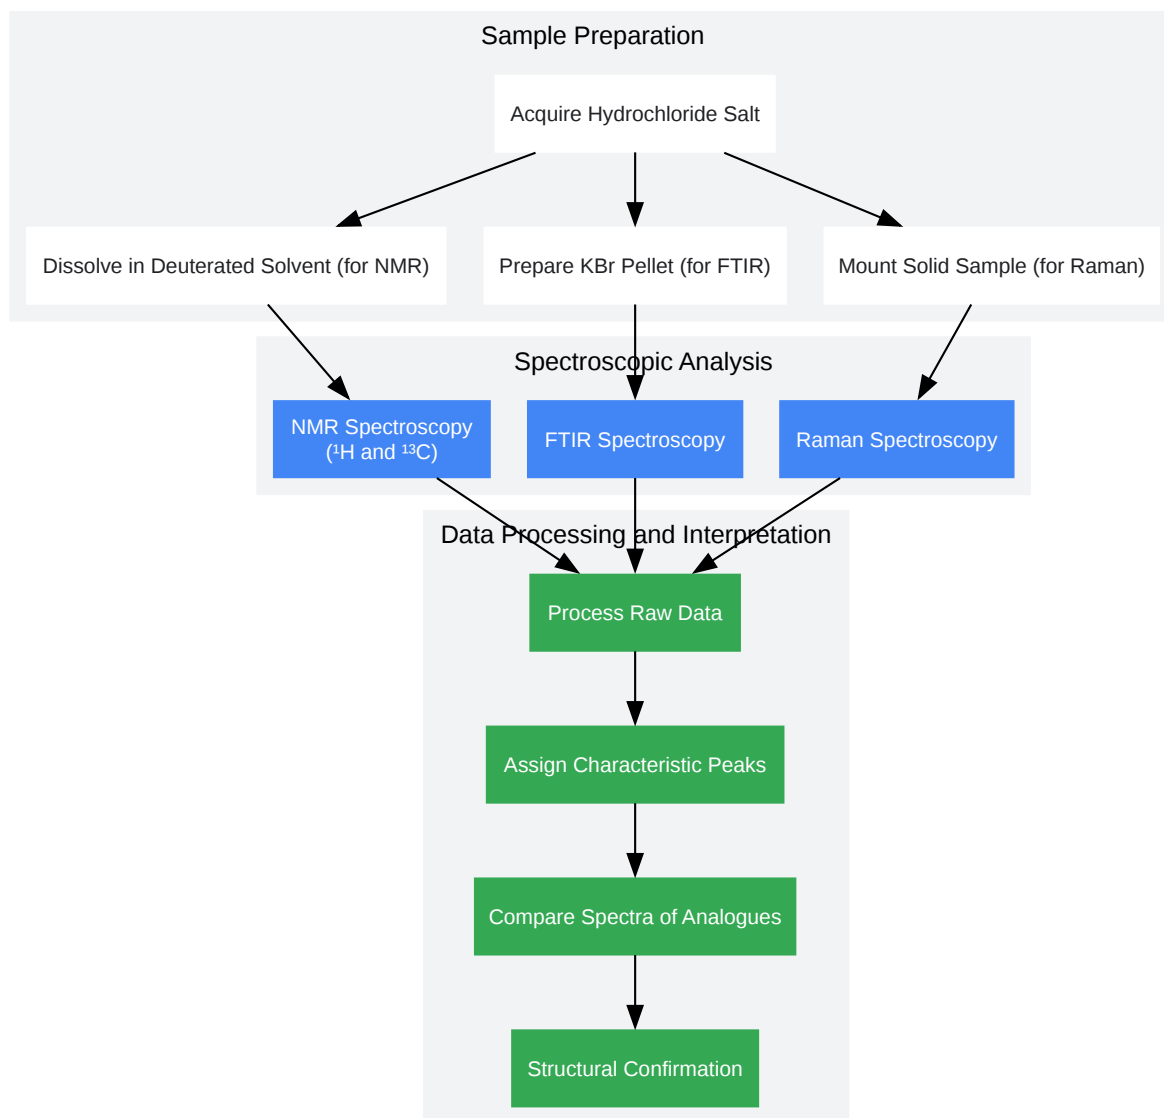 Sample Preparation
Acquire Hydrochloride Salt
Dissolve in Deuterated Solvent (for NMR)
Prepare KBr Pellet (for FTIR)
Mount Solid Sample (for Raman)
Spectroscopic Analysis
NMR Spectroscopy
(¹H and ¹³C)
FTIR Spectroscopy
Raman Spectroscopy
Data Processing and Interpretation
Process Raw Data
Assign Characteristic Peaks
Compare Spectra of Analogues
Structural Confirmation